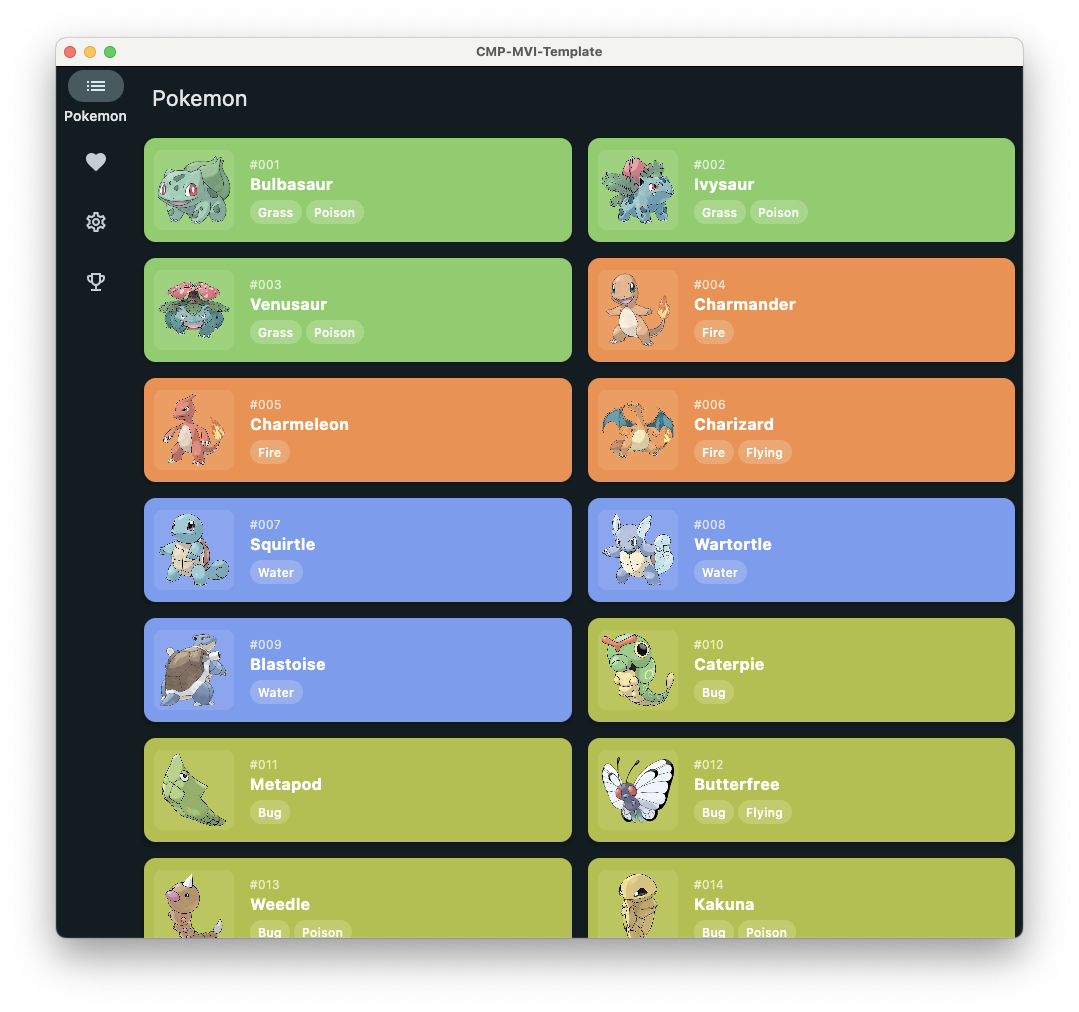 CMP-MVI-Template
Pokemon
Pokemon
#001
Bulbasaur
Grass Poison
#002
Ivysaur
Grass Poison
#003
Venusaur
Grass Poison
#004
Charmander
Fire
#005
Charmeleon
Fire
#006
Charizard
Fire Flying
#007
Squirtle
Water
#008
Wartortle
Water
#009
Blastoise
Water
#010
Caterpie
Bug
#011
Metapod
Bug
#012
Butterfree
Bug Flying
#013
Weedle
Bug Poison
#014
Kakuna
Bug Poison